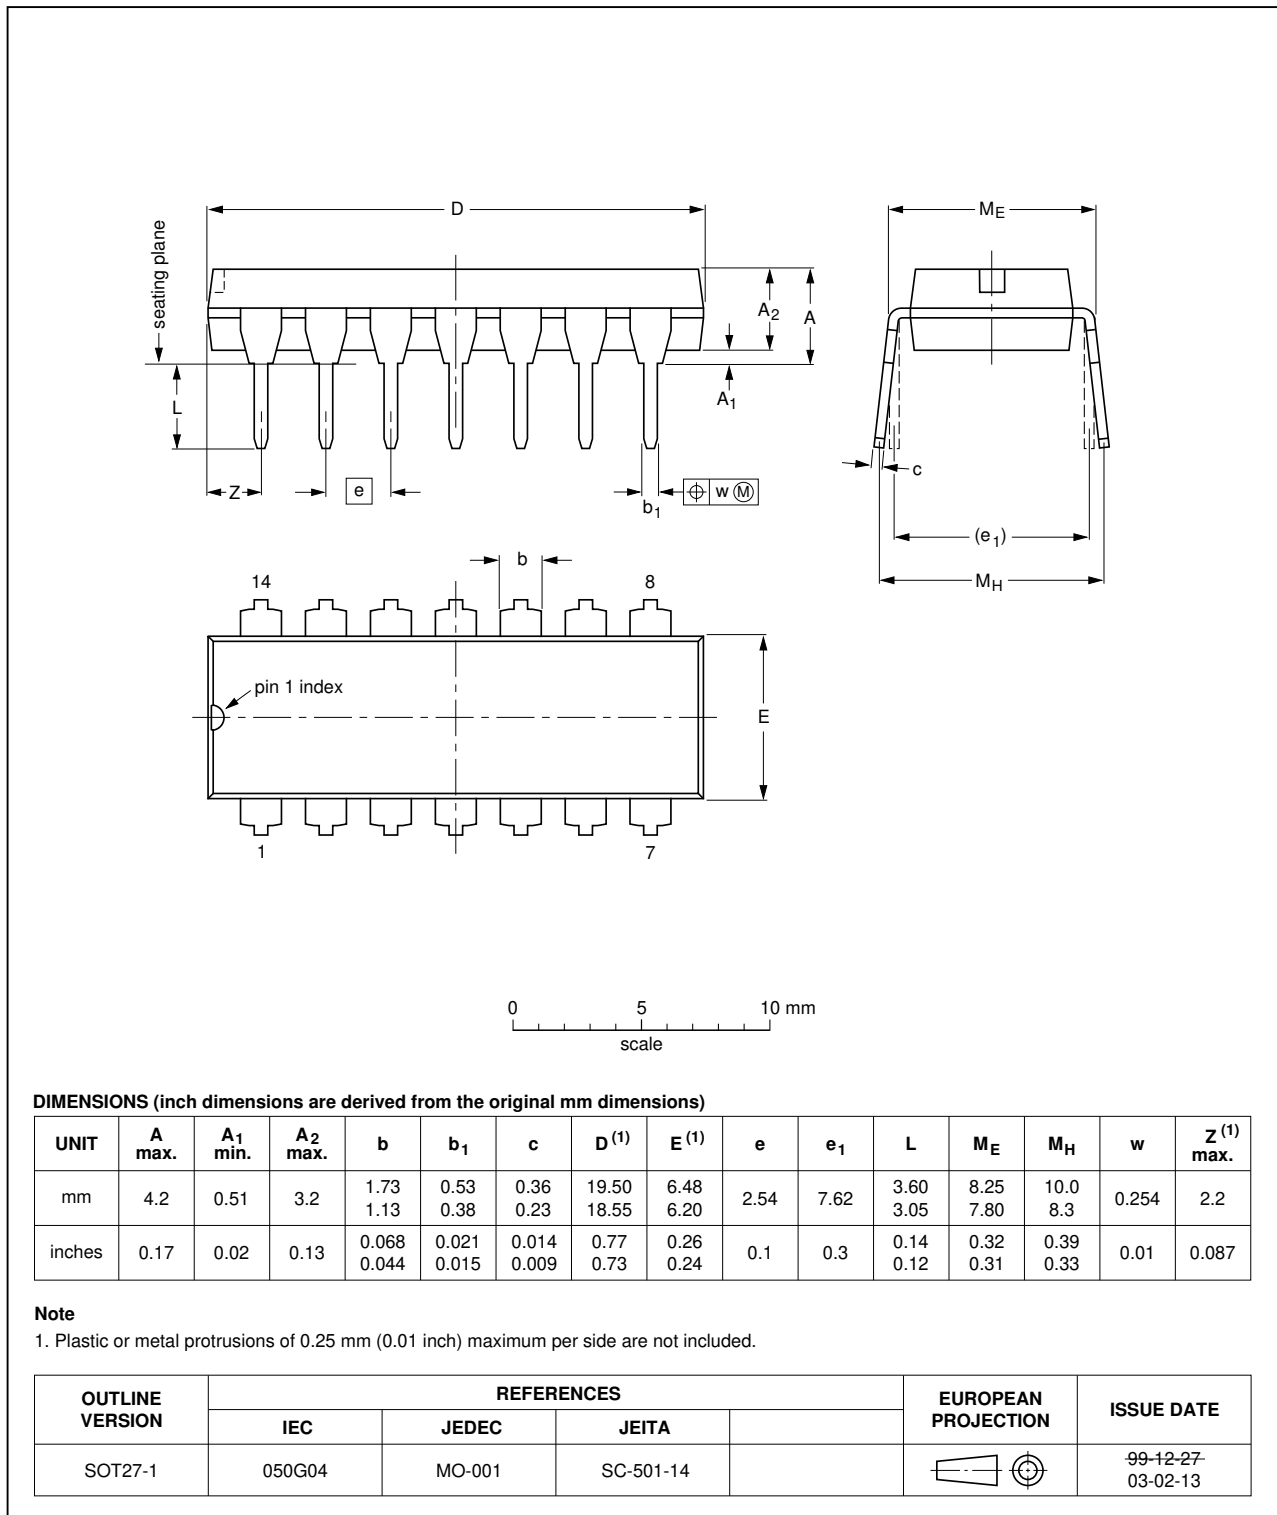 D
M_E
seating plane
A_2
A
L
A_1
Z
e
b_1
w Ⓜ
c
(e_1)
M_H
b
14
8
pin 1 index
E
1
7
0
5
10 mm
scale
DIMENSIONS (inch dimensions are derived from the original mm dimensions)
UNIT A max. A1 min. A2 max. b b1 c D(1) E(1) e e1 L ME MH w Z(1) max.
mm 4.2 0.51 3.2 1.73 1.13 0.53 0.38 0.36 0.23 19.50 18.55 6.48 6.20 2.54 7.62 3.60 3.05 8.25 7.80 10.0 8.3 0.254 2.2
inches 0.17 0.02 0.13 0.068 0.044 0.021 0.015 0.014 0.009 0.77 0.73 0.26 0.24 0.1 0.3 0.14 0.12 0.32 0.31 0.39 0.33 0.01 0.087
Note
1. Plastic or metal protrusions of 0.25 mm (0.01 inch) maximum per side are not included.
OUTLINE VERSION REFERENCES EUROPEAN PROJECTION ISSUE DATE
IEC JEDEC JEITA
SOT27-1 050G04 MO-001 SC-501-14 99-12-27
03-02-13